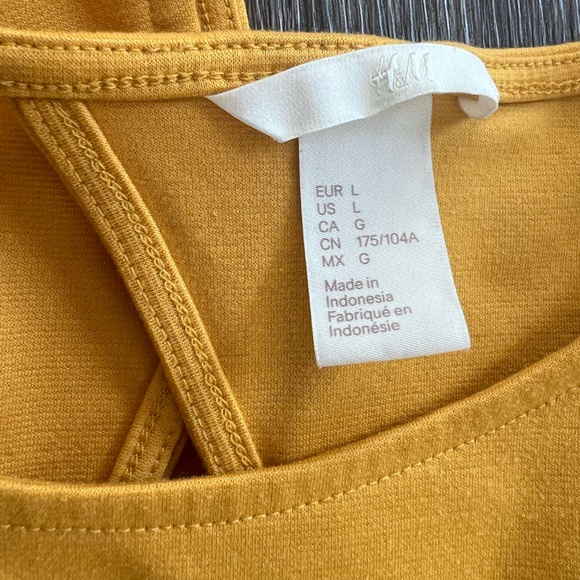 H&M
EUR L
US L
CA G
CN 175/104A
MX G
Made in
Indonesia
Fabriqué en
Indonésie